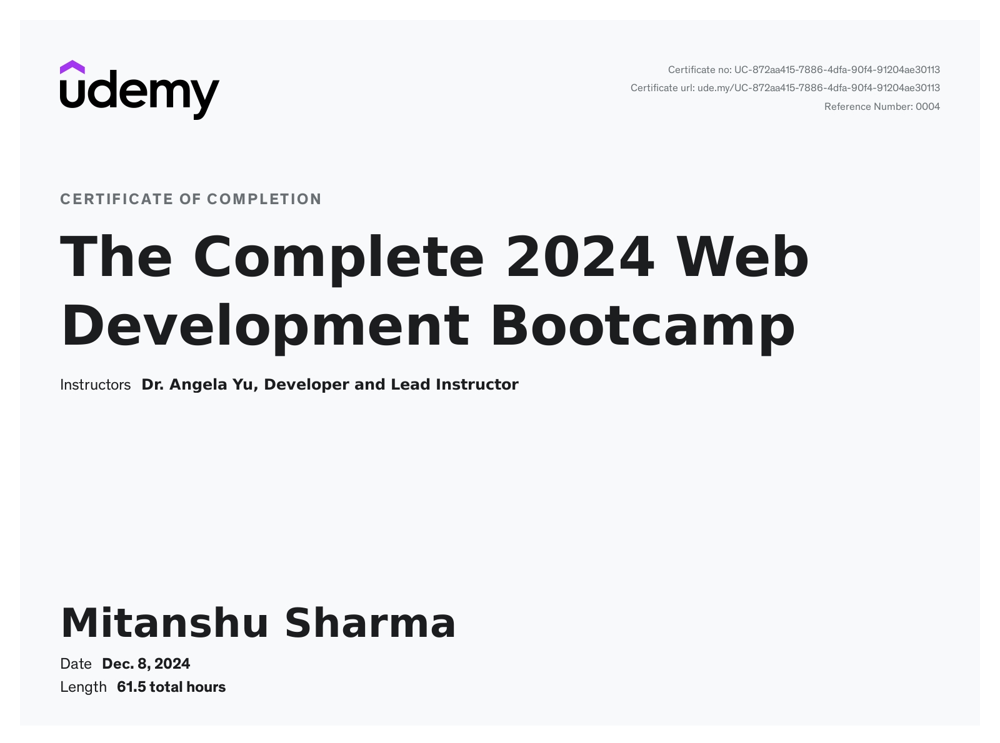 udemy
Certificate no: UC-872aa415-7886-4dfa-90f4-91204ae30113
Certificate url: ude.my/UC-872aa415-7886-4dfa-90f4-91204ae30113
Reference Number: 0004
CERTIFICATE OF COMPLETION
The Complete 2024 Web
Development Bootcamp
Instructors Dr. Angela Yu, Developer and Lead Instructor
Mitanshu Sharma
Date Dec. 8, 2024
Length 61.5 total hours